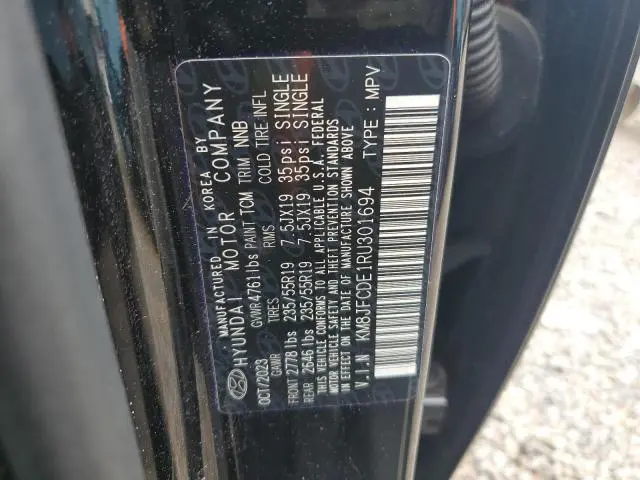 MANUFACTURED IN KOREA BY
HYUNDAI MOTOR COMPANY
OCT/2023 GVWR 4761lbs PAINT TCM TRIM NNB
GAWR TIRES RIMS COLD TIRE INFL
FRONT 2778 lbs 235/55R19 7.5JX19 35psi SINGLE
REAR 2646 lbs 235/55R19 7.5JX19 35psi SINGLE
THIS VEHICLE CONFORMS TO ALL APPLICABLE U.S.A. FEDERAL
MOTOR VEHICLE SAFETY AND THEFT PREVENTION STANDARDS
IN EFFECT ON THE DATE OF MANUFACTURE SHOWN ABOVE
V.I.N KM8JFCDE1RU301694 TYPE : MPV